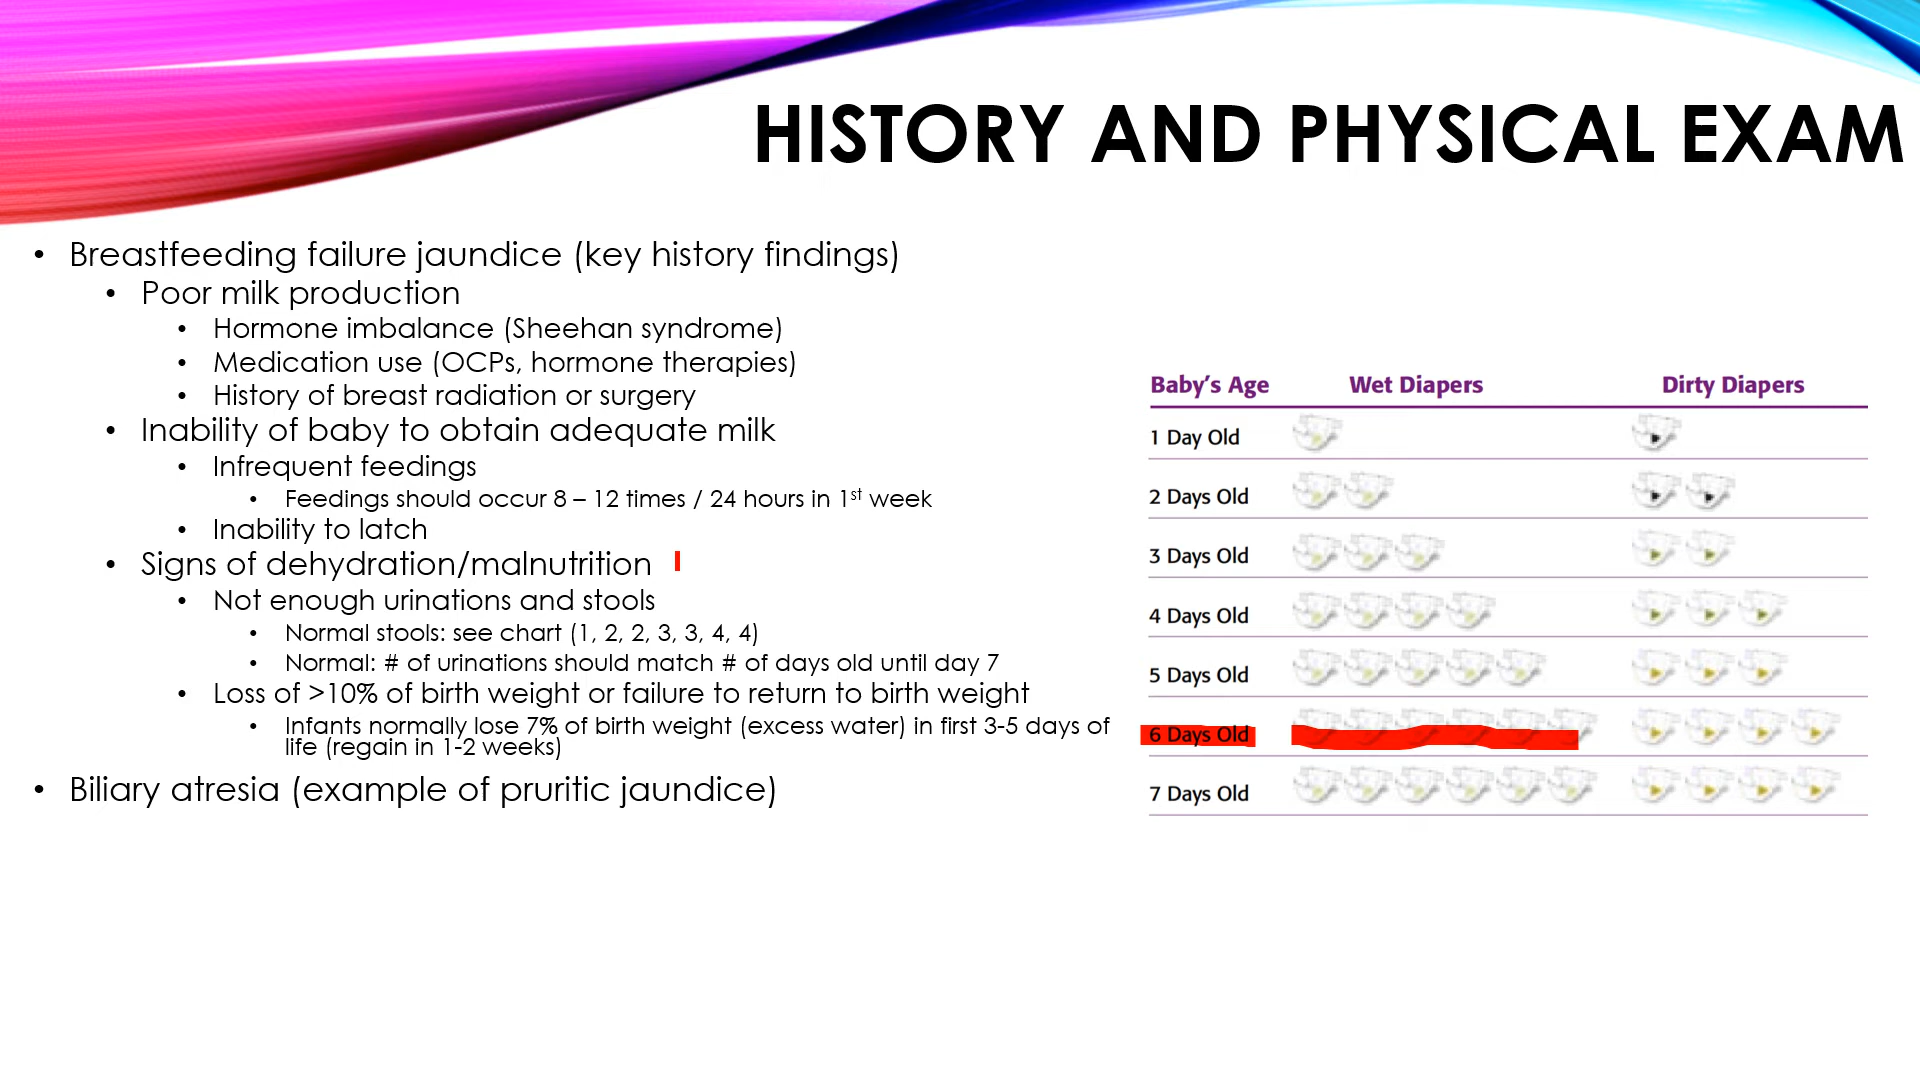 HISTORY AND PHYSICAL EXAM
• Breastfeeding failure jaundice (key history findings)
• Poor milk production
• Hormone imbalance (Sheehan syndrome)
• Medication use (OCPs, hormone therapies)
• History of breast radiation or surgery
• Inability of baby to obtain adequate milk
• Infrequent feedings
• Feedings should occur 8 – 12 times / 24 hours in 1st week
• Inability to latch
• Signs of dehydration/malnutrition
• Not enough urinations and stools
• Normal stools: see chart (1, 2, 2, 3, 3, 4, 4)
• Normal: # of urinations should match # of days old until day 7
• Loss of >10% of birth weight or failure to return to birth weight
• Infants normally lose 7% of birth weight (excess water) in first 3-5 days of
life (regain in 1-2 weeks)
• Biliary atresia (example of pruritic jaundice)
Baby's Age Wet Diapers Dirty Diapers
1 Day Old
2 Days Old
3 Days Old
4 Days Old
5 Days Old
6 Days Old
7 Days Old